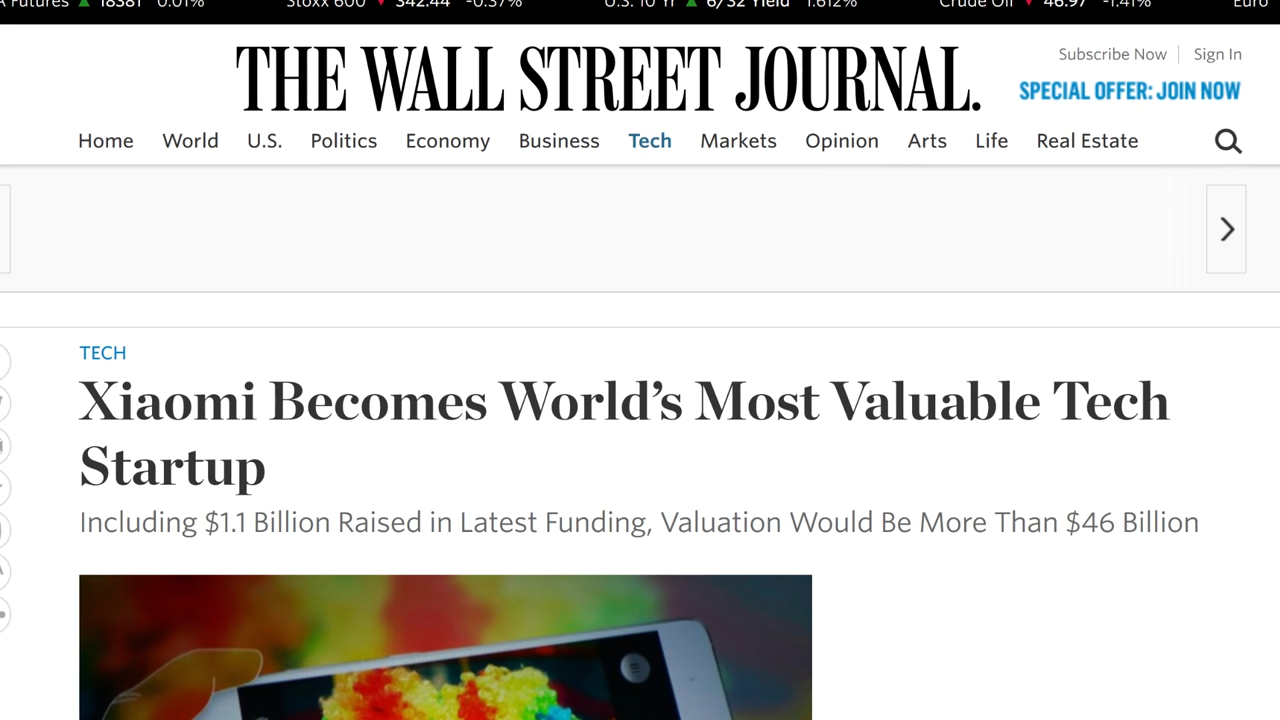 A Futures 18381 0.01% Stoxx 600 342.44 -0.37% U.S. 10 Yr 6/32 Yield 1.612% Crude Oil 46.97 -1.41% Euro
THE WALL STREET JOURNAL.
Subscribe Now Sign In
SPECIAL OFFER: JOIN NOW
Home World U.S. Politics Economy Business Tech Markets Opinion Arts Life Real Estate
TECH
Xiaomi Becomes World's Most Valuable Tech
Startup
Including $1.1 Billion Raised in Latest Funding, Valuation Would Be More Than $46 Billion